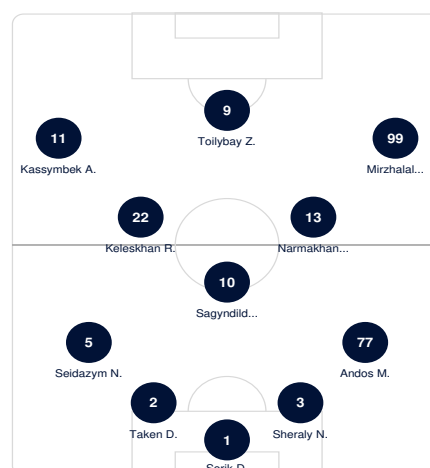 9
Toilybay Z.
11
Kassymbek A.
99
Mirzhalal...
22
Keleskhan R.
13
Narmakhan...
10
Sagyndild...
5
Seidazym N.
77
Andos M.
2
Taken D.
3
Sheraly N.
1
Serik D.